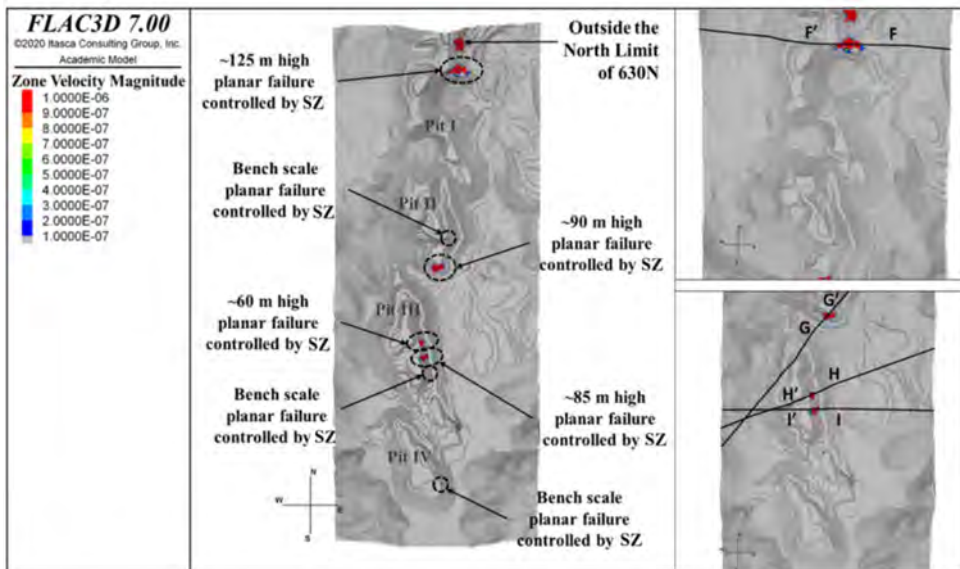 FLAC3D 7.00
©2020 Itasca Consulting Group, Inc.
Academic Model
Zone Velocity Magnitude
1.0000E-06
9.0000E-07
8.0000E-07
7.0000E-07
6.0000E-07
5.0000E-07
4.0000E-07
3.0000E-07
2.0000E-07
1.0000E-07
~125 m high
planar failure
controlled by SZ
Outside the
North Limit
of 630N
Pit I
Bench scale
planar failure
controlled by SZ
Pit II
~90 m high
planar failure
controlled by SZ
~60 m high
planar failure
controlled by SZ
Pit III
Bench scale
planar failure
controlled by SZ
~85 m high
planar failure
controlled by SZ
Pit IV
Bench scale
planar failure
controlled by SZ
N
W
E
S
F' F
G'
G
H
H'
I' I